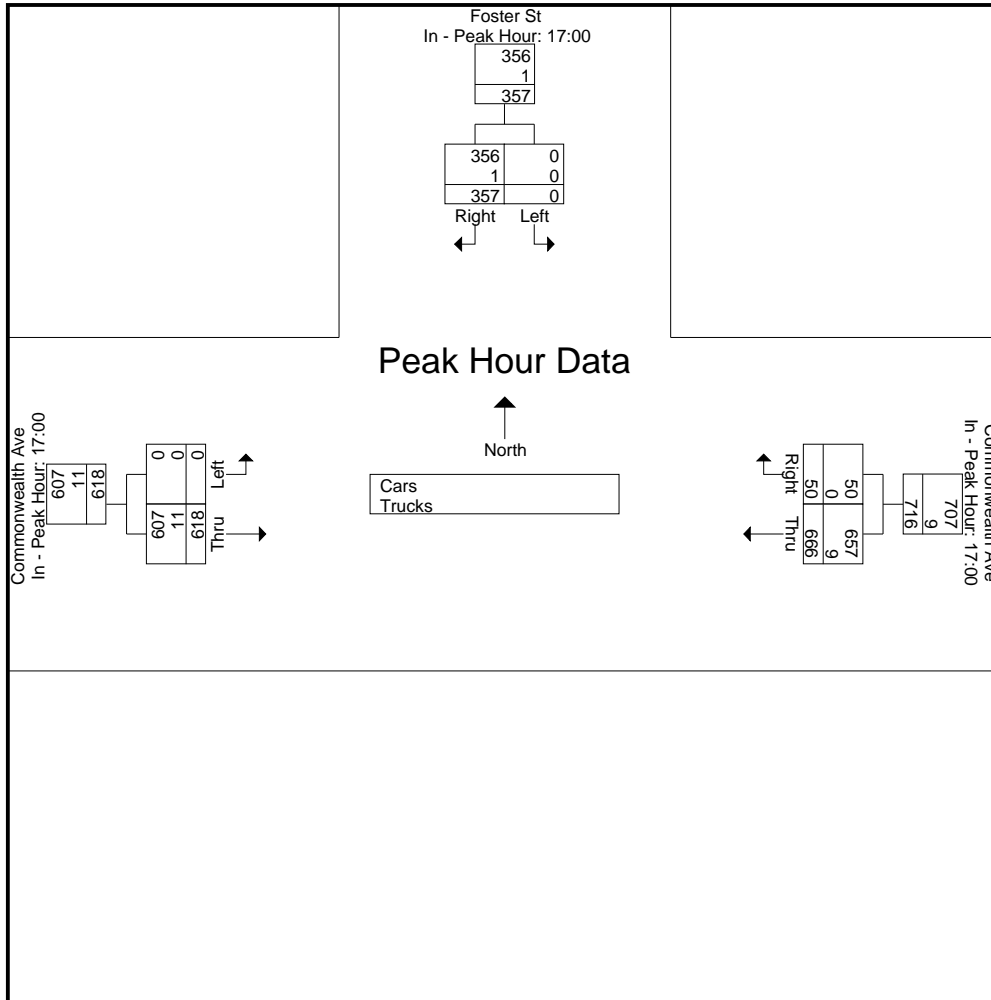 Foster St
In - Peak Hour: 17:00
356
1
357
356 0
1 0
357 0
Right Left
Peak Hour Data
North
Cars
Trucks
Commonwealth Ave
In - Peak Hour: 17:00
607
11
618
0
0
0
Left
607
11
618
Thru
Commonwealth Ave
In - Peak Hour: 17:00
707
9
716
50
0
50
Right
657
9
666
Thru